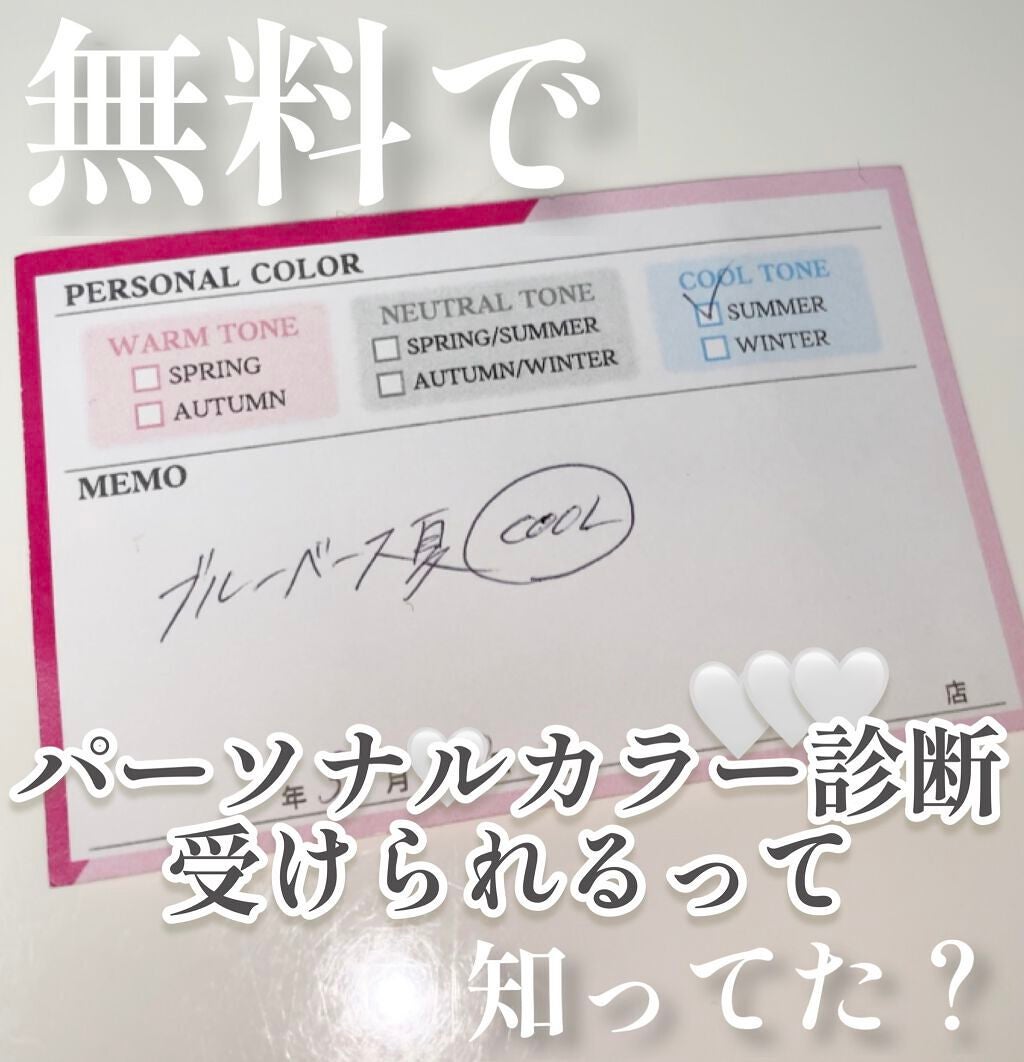 無料で
PERSONAL COLOR
WARM TONE
SPRING
AUTUMN
NEUTRAL TONE
SPRING/SUMMER
AUTUMN/WINTER
COOL TONE
SUMMER
WINTER
MEMO
ブルーベース夏 COOL
店
年 月
パーソナルカラー診断
受けられるって
知ってた？